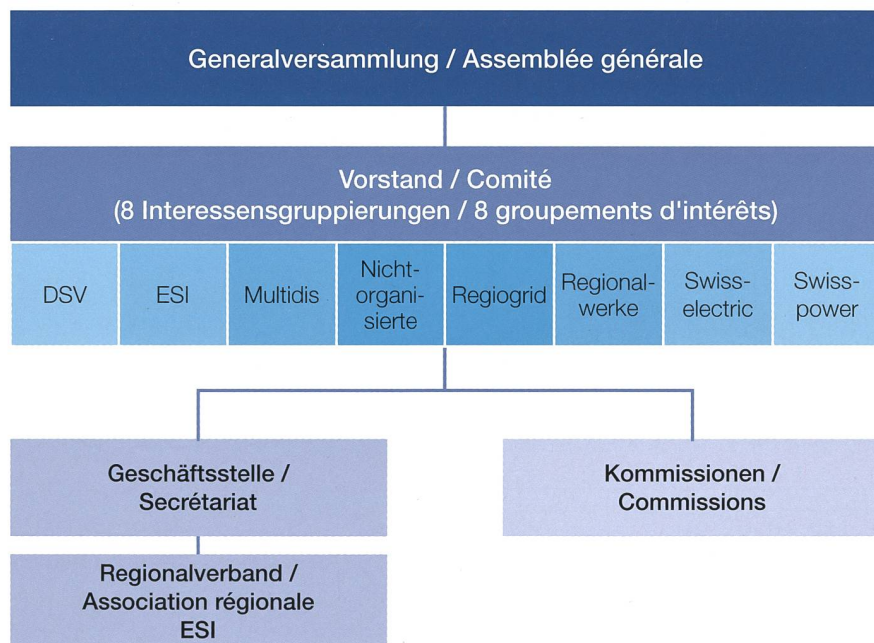 Generalversammlung / Assemblée générale
Vorstand / Comité
(8 Interessensgruppierungen / 8 groupements d'intérêts)
DSV
ESI
Multidis
Nicht-
organi-
sierte
Regiogrid
Regional-
werke
Swiss-
electric
Swiss-
power
Geschäftsstelle /
Secrétariat
Kommissionen /
Commissions
Regionalverband /
Association régionale
ESI